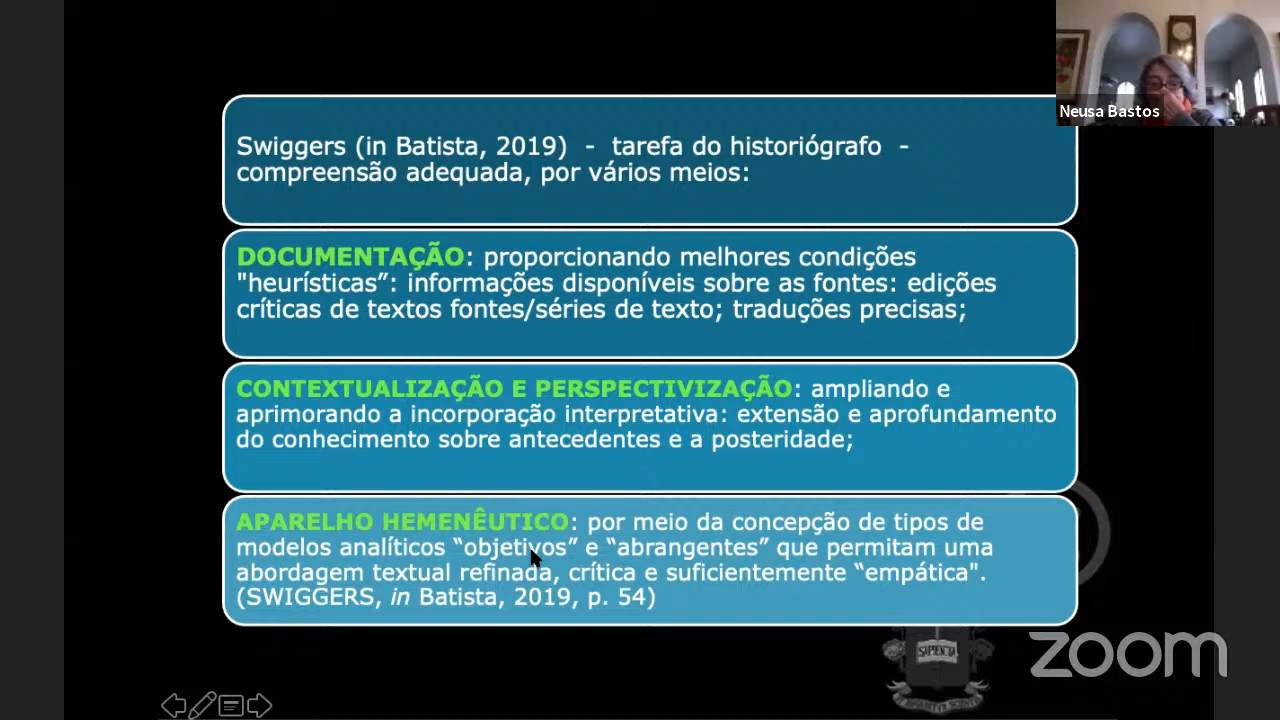 Neusa Bastos
Swiggers (in Batista, 2019) - tarefa do historiógrafo -
compreensão adequada, por vários meios:
DOCUMENTAÇÃO: proporcionando melhores condições
"heurísticas”: informações disponíveis sobre as fontes: edições
críticas de textos fontes/séries de texto; traduções precisas;
CONTEXTUALIZAÇÃO E PERSPECTIVIZAÇÃO: ampliando e
aprimorando a incorporação interpretativa: extensão e aprofundamento
do conhecimento sobre antecedentes e a posteridade;
APARELHO HEMENÊUTICO: por meio da concepção de tipos de
modelos analíticos “objetivos” e “abrangentes” que permitam uma
abordagem textual refinada, crítica e suficientemente “empática".
(SWIGGERS, in Batista, 2019, p. 54)
SAPIENCIA
zoom